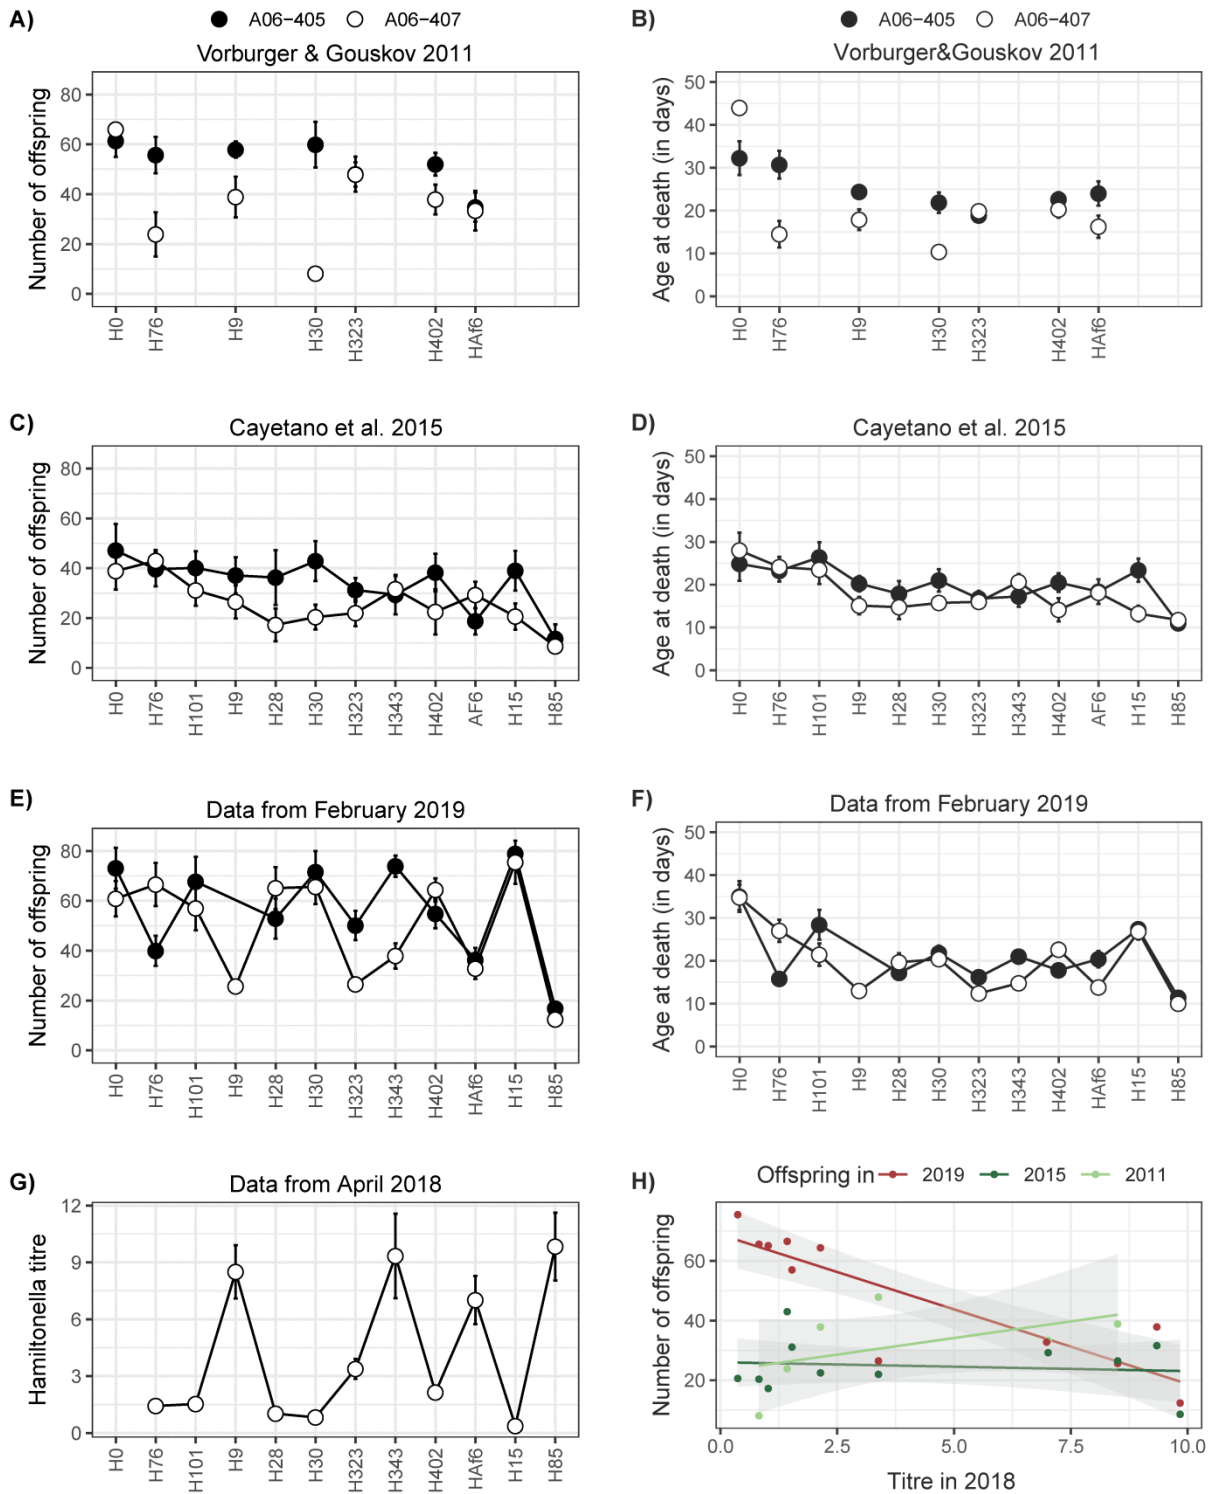 A)
A06−405 A06−407
Vorburger & Gouskov 2011
Number of offspring
80
60
40
20
0
H0 H76 H9 H30 H323 H402 HAf6
B)
A06−405 A06−407
Vorburger&Gouskov 2011
Age at death (in days)
50
40
30
20
10
0
H0 H76 H9 H30 H323 H402 HAf6
C)
Cayetano et al. 2015
Number of offspring
80
60
40
20
0
H0 H76 H101 H9 H28 H30 H323 H343 H402 AF6 H15 H85
D)
Cayetano et al. 2015
Age at death (in days)
50
40
30
20
10
0
H0 H76 H101 H9 H28 H30 H323 H343 H402 AF6 H15 H85
E)
Data from February 2019
Number of offspring
80
60
40
20
0
H0 H76 H101 H9 H28 H30 H323 H343 H402 HAf6 H15 H85
F)
Data from February 2019
Age at death (in days)
50
40
30
20
10
0
H0 H76 H101 H9 H28 H30 H323 H343 H402 HAf6 H15 H85
G)
Data from April 2018
Hamiltonella titre
12
9
6
3
0
H0 H76 H101 H9 H28 H30 H323 H343 H402 HAf6 H15 H85
H)
Offspring in 2019 2015 2011
Number of offspring
60
40
20
0.0 2.5 5.0 7.5 10.0
Titre in 2018